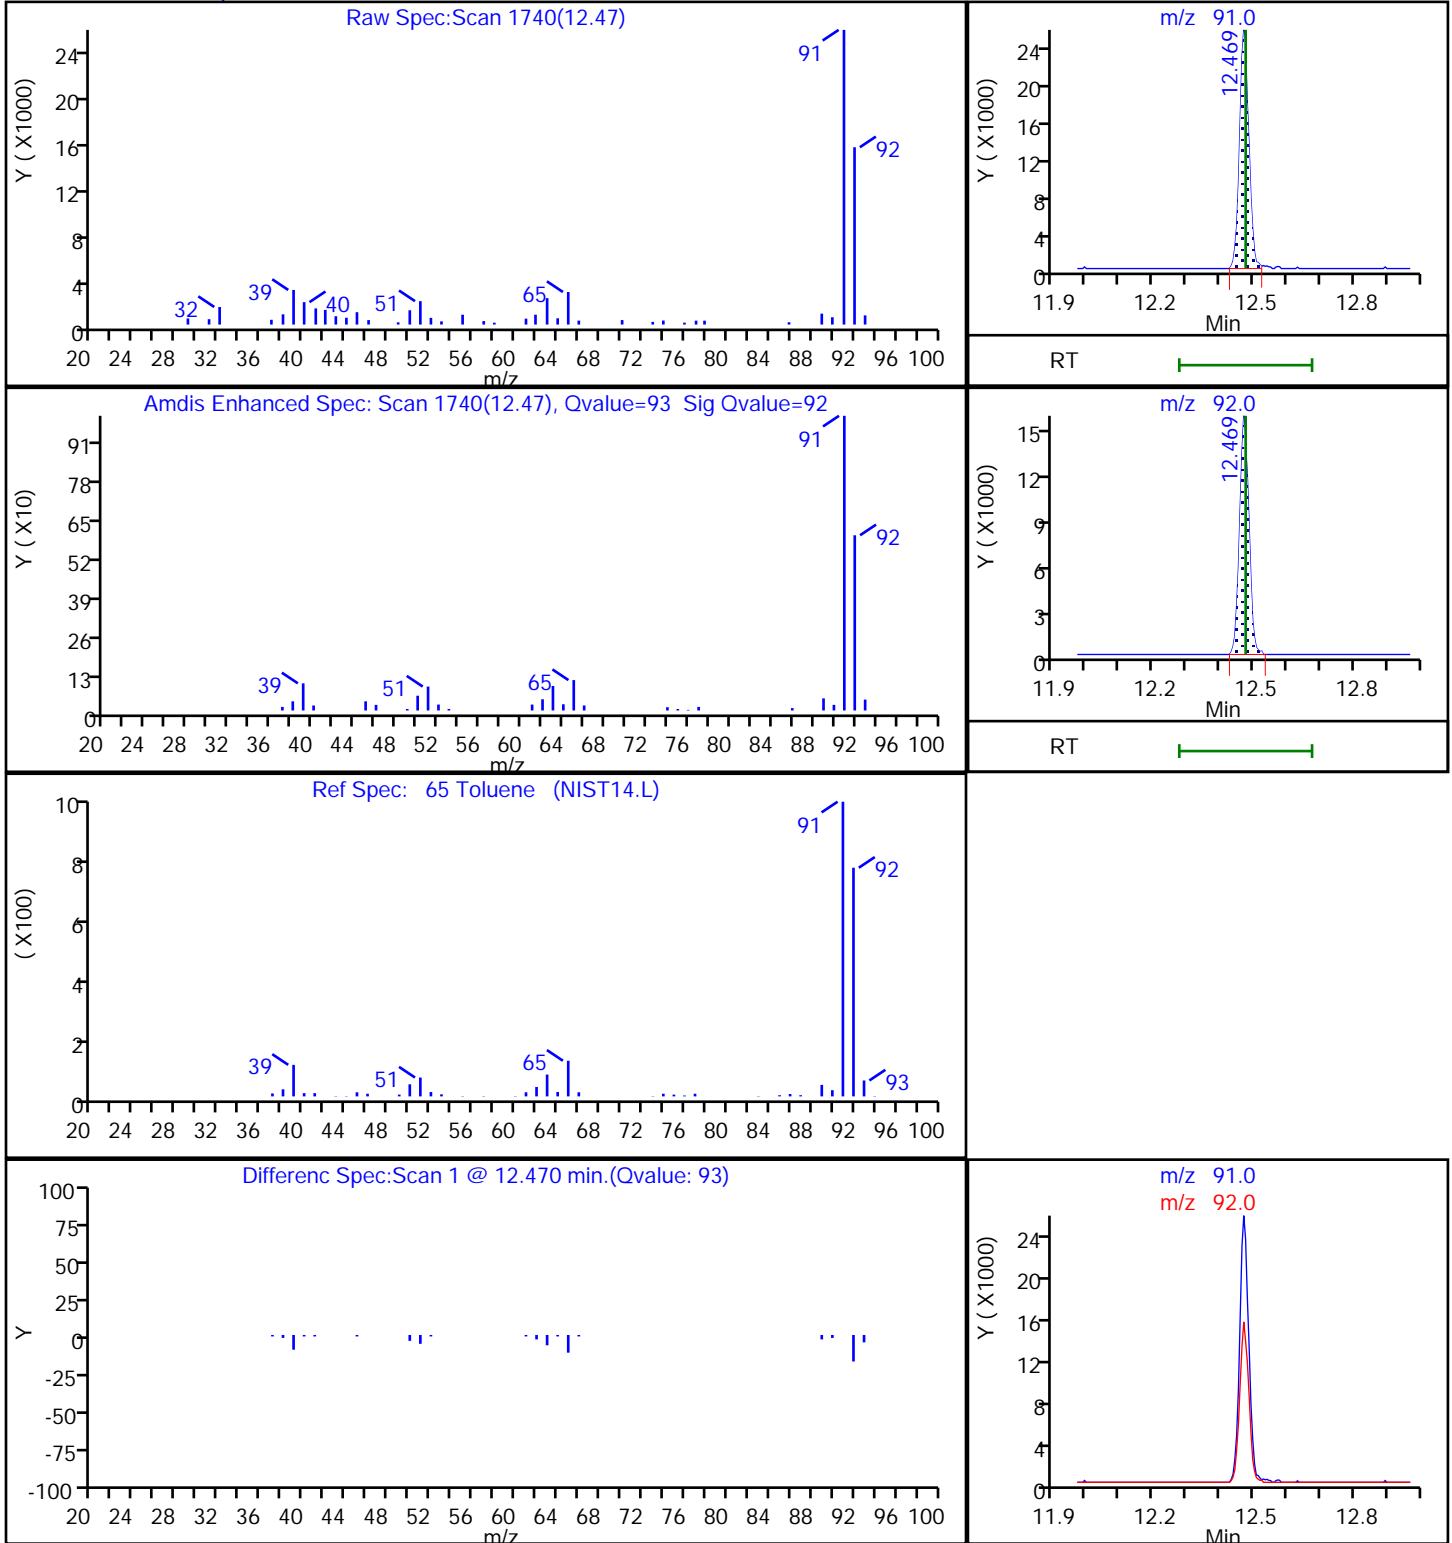 Raw Spec:Scan 1740(12.47)
Y ( X1000)
24
20
16
12
8
4
0
91
92
32
39
40
51
65
20 24 28 32 36 40 44 48 52 56 60 64 68 72 76 80 84 88 92 96 100
m/z
m/z 91.0
Y ( X1000)
24
20
16
12
8
4
0
12.469
11.9 12.2 12.5 12.8
Min
RT
Amdis Enhanced Spec: Scan 1740(12.47), Qvalue=93 Sig Qvalue=92
Y ( X10)
91
78
65
52
39
26
13
0
91
92
39
51
65
20 24 28 32 36 40 44 48 52 56 60 64 68 72 76 80 84 88 92 96 100
m/z
m/z 92.0
Y ( X1000)
15
12
9
6
3
0
12.469
11.9 12.2 12.5 12.8
Min
RT
Ref Spec: 65 Toluene (NIST14.L)
( X100)
10
8
6
4
2
0
91
92
39
51
65
93
20 24 28 32 36 40 44 48 52 56 60 64 68 72 76 80 84 88 92 96 100
Differenc Spec:Scan 1 @ 12.470 min.(Qvalue: 93)
Y
100
75
50
25
0
-25
-50
-75
-100
20 24 28 32 36 40 44 48 52 56 60 64 68 72 76 80 84 88 92 96 100
m/z
m/z 91.0
m/z 92.0
Y ( X1000)
24
20
16
12
8
4
0
11.9 12.2 12.5 12.8
Min